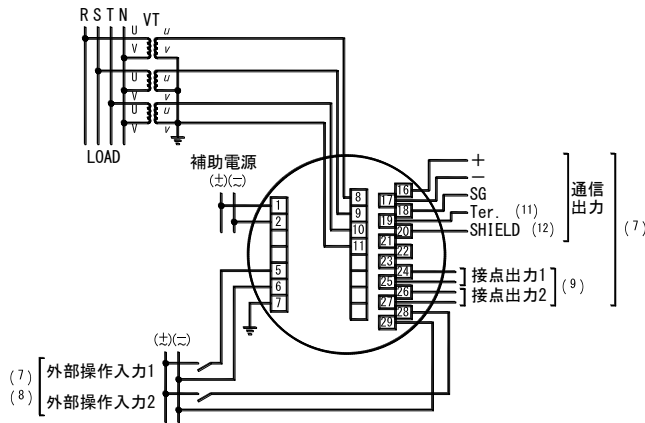 R S T N VT
U u
V v
U u
V v
U u
V v
LOAD
補助電源
(±)(=)
1
2
5
6
7
8
9
10
11
16
17
18
19
20
21
22
23
24
25
26
27
28
29
+
−
SG
Ter. (11)
SHIELD (12)
通信
出力
(7)
接点出力1
接点出力2
(9)
(±)(=)
(7)
(8)
外部操作入力1
外部操作入力2